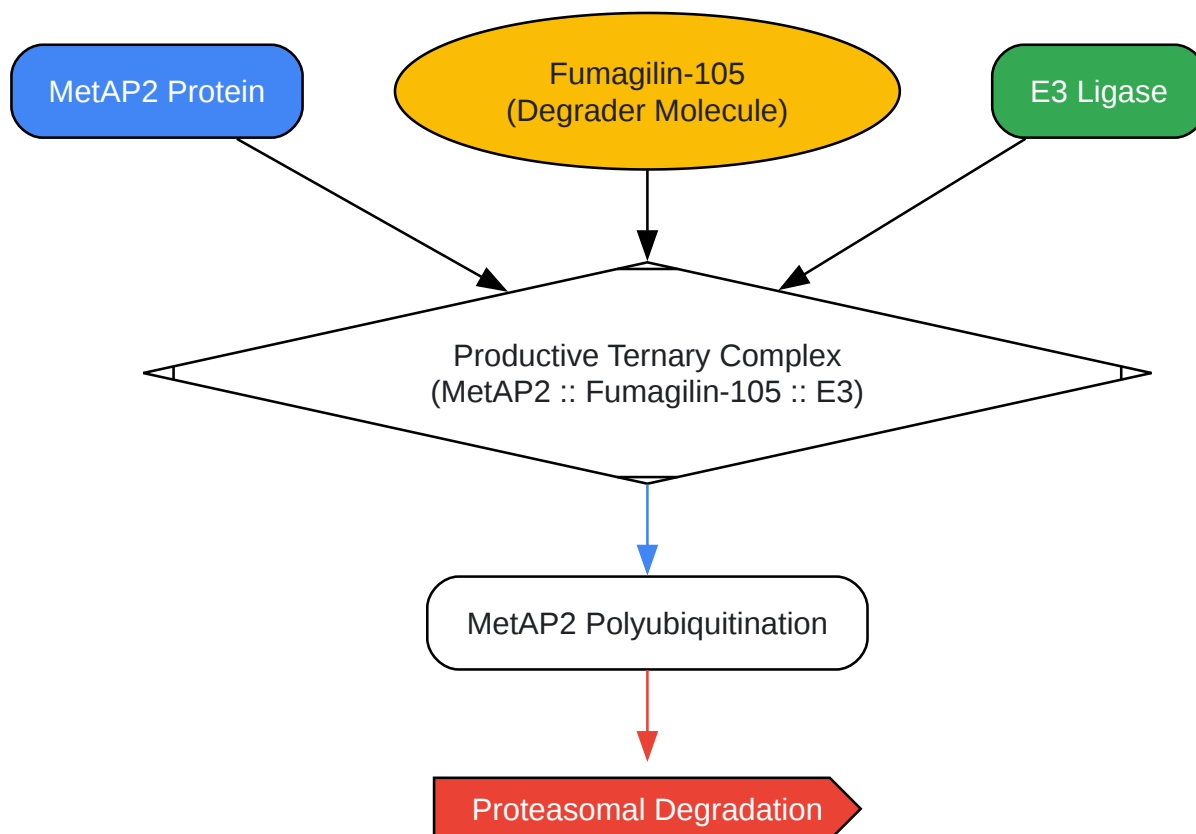 MetAP2 Protein
Fumagilin-105
(Degrader Molecule)
E3 Ligase
Productive Ternary Complex
(MetAP2 :: Fumagilin-105 :: E3)
MetAP2 Polyubiquitination
Proteasomal Degradation